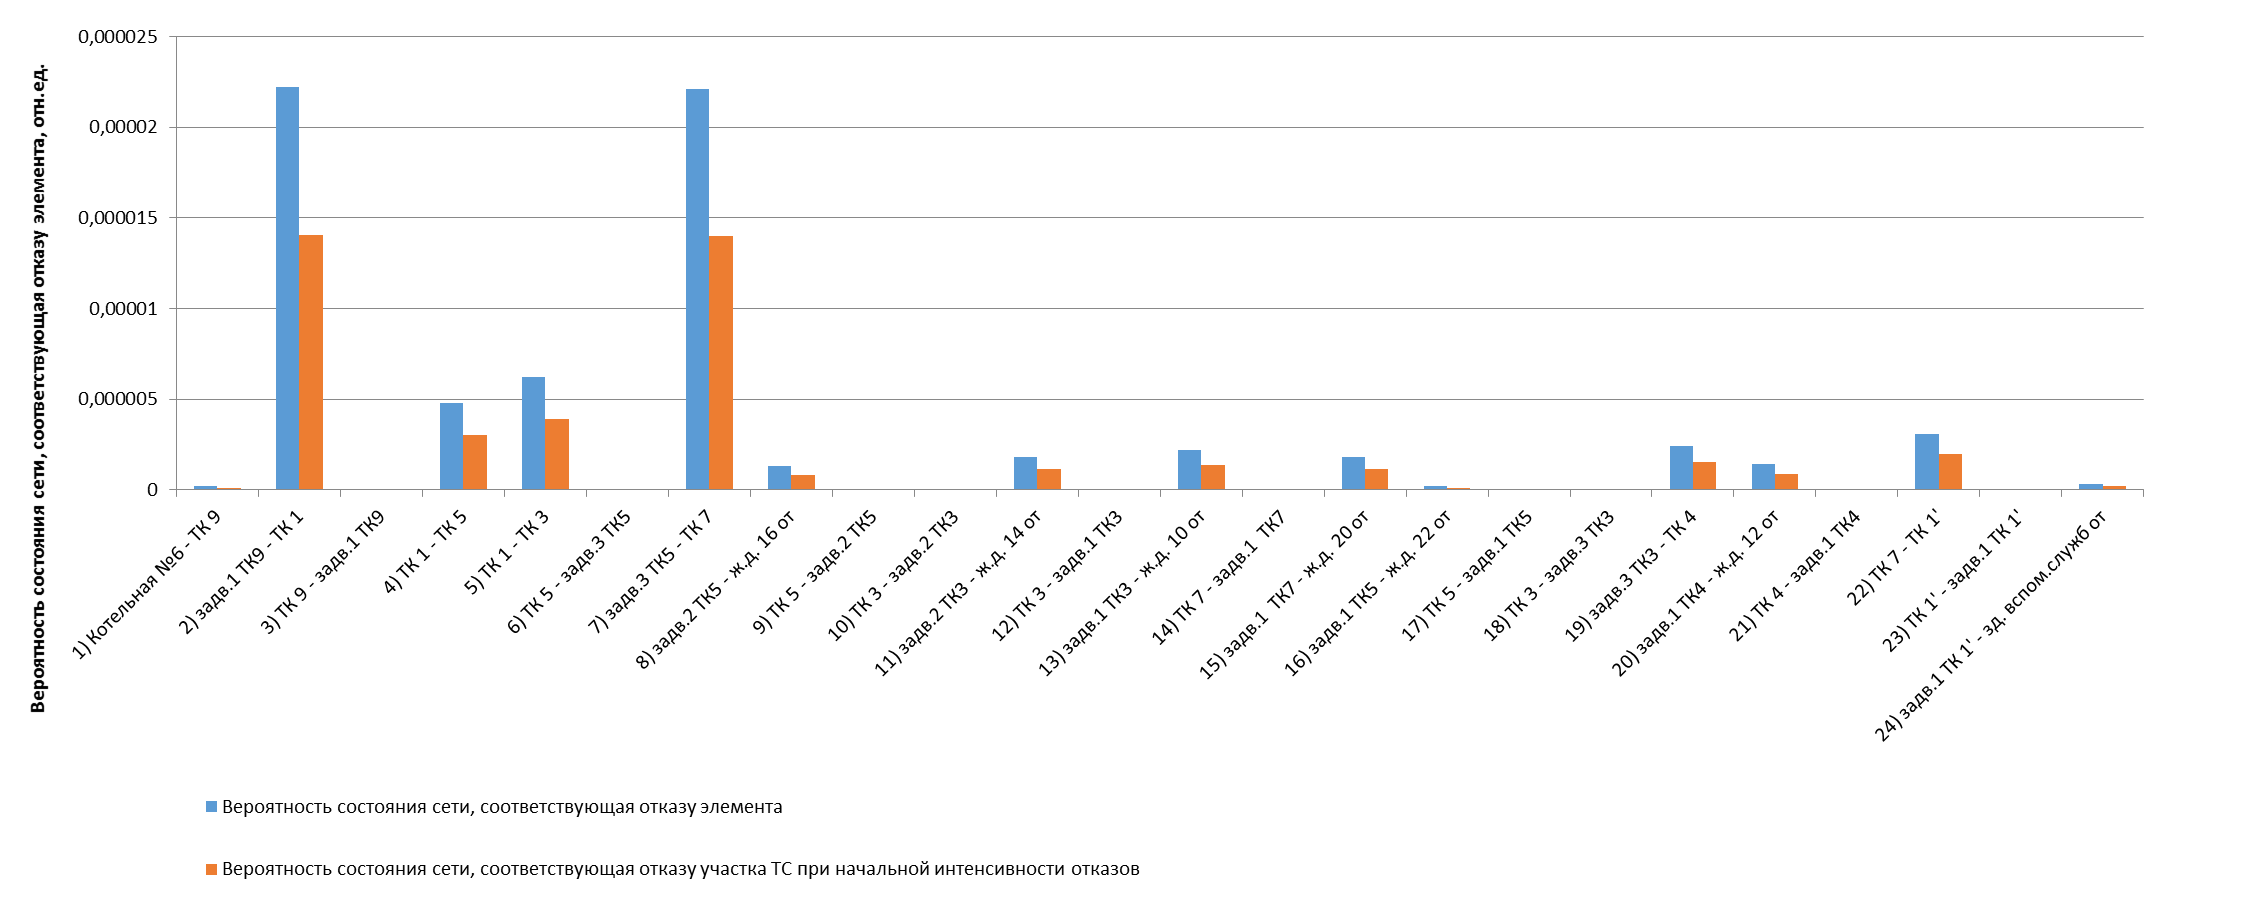 Вероятность состояния сети, соответствующая отказу элемента, отн.ед.
0,000025
0,00002
0,000015
0,00001
0,000005
0
1) Котельная №6 - ТК 9
2) задв.1 ТК9 - ТК 1
3) ТК 9 - задв.1 ТК9
4) ТК 1 - ТК 5
5) ТК 1 - ТК 3
6) ТК 5 - задв.3 ТК5
7) задв.3 ТК5 - ТК 7
8) задв.2 ТК5 - ж.д. 16 от
9) ТК 5 - задв.2 ТК5
10) ТК 3 - задв.2 ТК3
11) задв.2 ТК3 - ж.д. 14 от
12) ТК 3 - задв.1 ТК3
13) задв.1 ТК3 - ж.д. 10 от
14) ТК 7 - задв.1 ТК7
15) задв.1 ТК7 - ж.д. 20 от
16) задв.1 ТК5 - ж.д. 22 от
17) ТК 5 - задв.1 ТК5
18) ТК 3 - задв.3 ТК3
19) задв.3 ТК3 - ТК 4
20) задв.1 ТК4 - ж.д. 12 от
21) ТК 4 - задв.1 ТК4
22) ТК 7 - ТК 1'
23) ТК 1' - задв.1 ТК 1'
24) задв.1 ТК 1' - зд. вспом.служб от
Вероятность состояния сети, соответствующая отказу элемента
Вероятность состояния сети, соответствующая отказу участка ТС при начальной интенсивности отказов